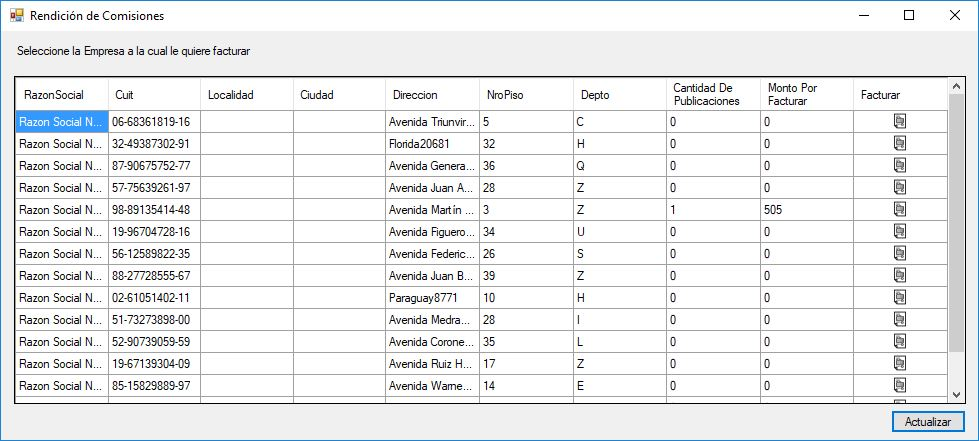 Rendición de Comisiones
Seleccione la Empresa a la cual le quiere facturar
RazonSocial Cuit Localidad Ciudad Direccion NroPiso Depto Cantidad De Publicaciones Monto Por Facturar Facturar
Razon Social N... 06-68361819-16 Avenida Triunvir... 5 C 0 0
Razon Social N... 32-49387302-91 Florida20681 32 H 0 0
Razon Social N... 87-90675752-77 Avenida Genera... 36 Q 0 0
Razon Social N... 57-75639261-97 Avenida Juan A... 28 Z 0 0
Razon Social N... 98-89135414-48 Avenida Martín ... 3 Z 1 505
Razon Social N... 19-96704728-16 Avenida Figuero... 34 U 0 0
Razon Social N... 56-12589822-35 Avenida Federic... 26 S 0 0
Razon Social N... 88-27728555-67 Avenida Juan B... 39 Z 0 0
Razon Social N... 02-61051402-11 Paraguay8771 10 H 0 0
Razon Social N... 51-73273898-00 Avenida Medra... 28 I 0 0
Razon Social N... 52-90739059-59 Avenida Corone... 35 L 0 0
Razon Social N... 19-67139304-09 Avenida Ruiz H... 17 Z 0 0
Razon Social N... 85-15829889-97 Avenida Warne... 14 E 0 0
Actualizar